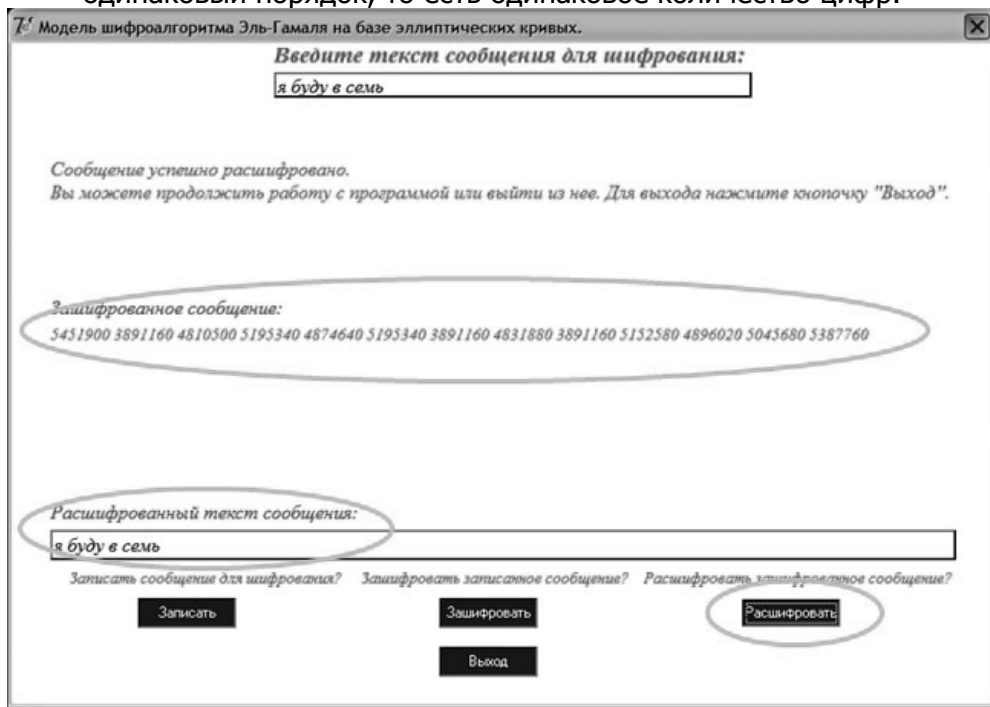 одинаковый порядок, то есть одинаковое количество цифр.
Модель шифроалгоритма Эль-Гамаля на базе эллиптических кривых.
Введите текст сообщения для шифрования:
я буду в семь
Сообщение успешно расшифровано.
Вы можете продолжить работу с программой или выйти из нее. Для выхода нажмите кнопочку "Выход".
Зашифрованное сообщение:
5451900 3891160 4810500 5195340 4874640 5195340 3891160 4831880 3891160 5152580 4896020 5045680 5387760
Расшифрованный текст сообщения:
я буду в семь
Записать сообщение для шифрования? Зашифровать записанное сообщение? Расшифровать зашифрованное сообщение?
Записать Зашифровать Расшифровать
Выход